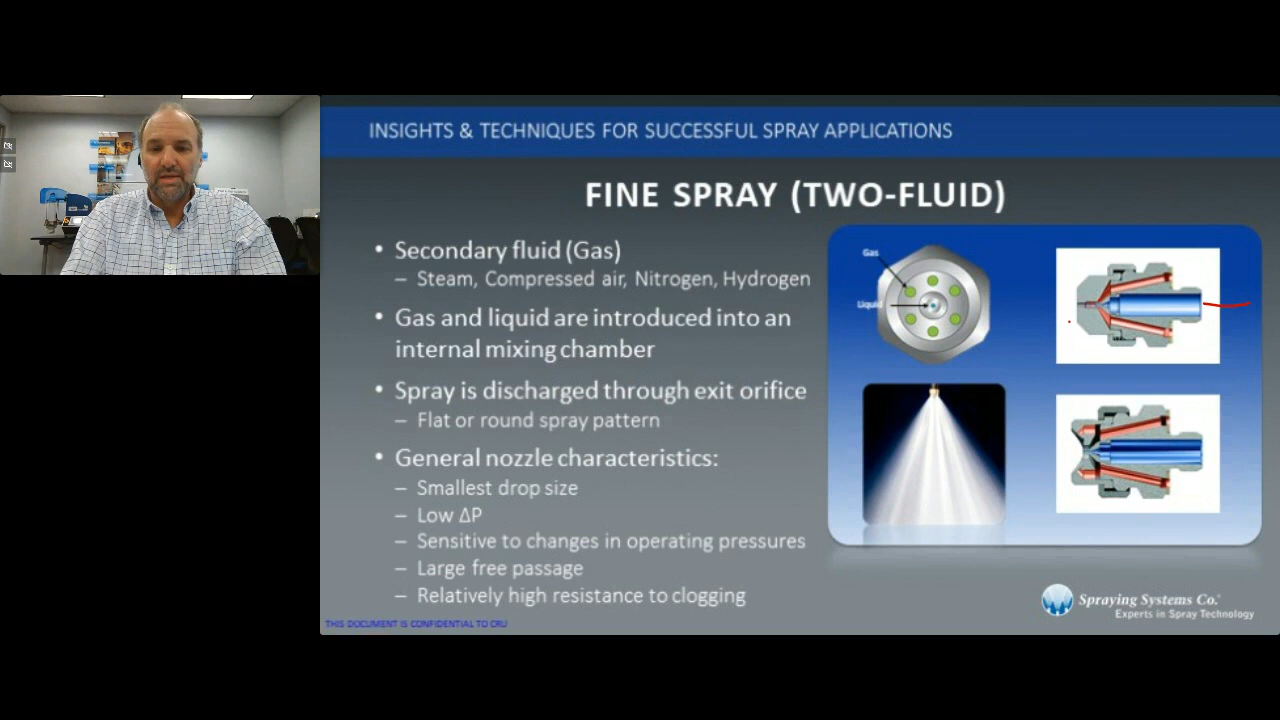 INSIGHTS & TECHNIQUES FOR SUCCESSFUL SPRAY APPLICATIONS
FINE SPRAY (TWO-FLUID)
• Secondary fluid (Gas)
– Steam, Compressed air, Nitrogen, Hydrogen
• Gas and liquid are introduced into an
internal mixing chamber
• Spray is discharged through exit orifice
– Flat or round spray pattern
• General nozzle characteristics:
– Smallest drop size
– Low ΔP
– Sensitive to changes in operating pressures
– Large free passage
– Relatively high resistance to clogging
Gas
Liquid
Spraying Systems Co.
Experts in Spray Technology
THIS DOCUMENT IS CONFIDENTIAL TO CRU